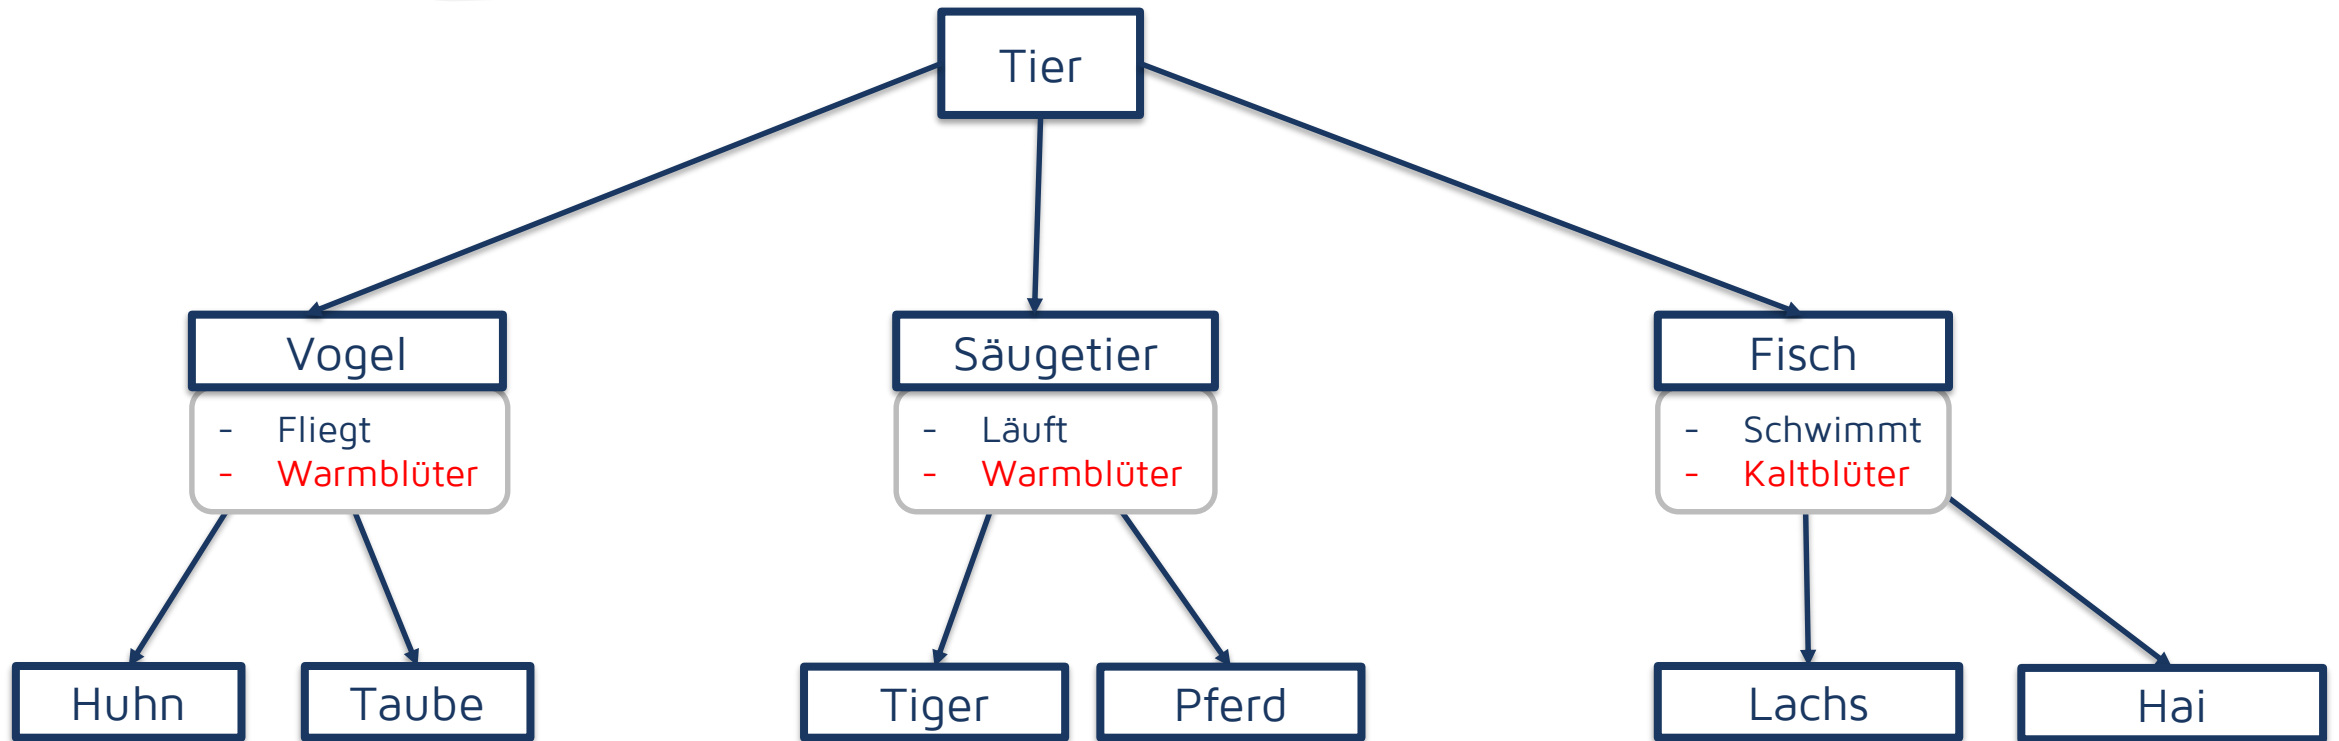 Tier
Vogel
- Fliegt
- Warmblüter
Säugetier
- Läuft
- Warmblüter
Fisch
- Schwimmt
- Kaltblüter
Huhn
Taube
Tiger
Pferd
Lachs
Hai